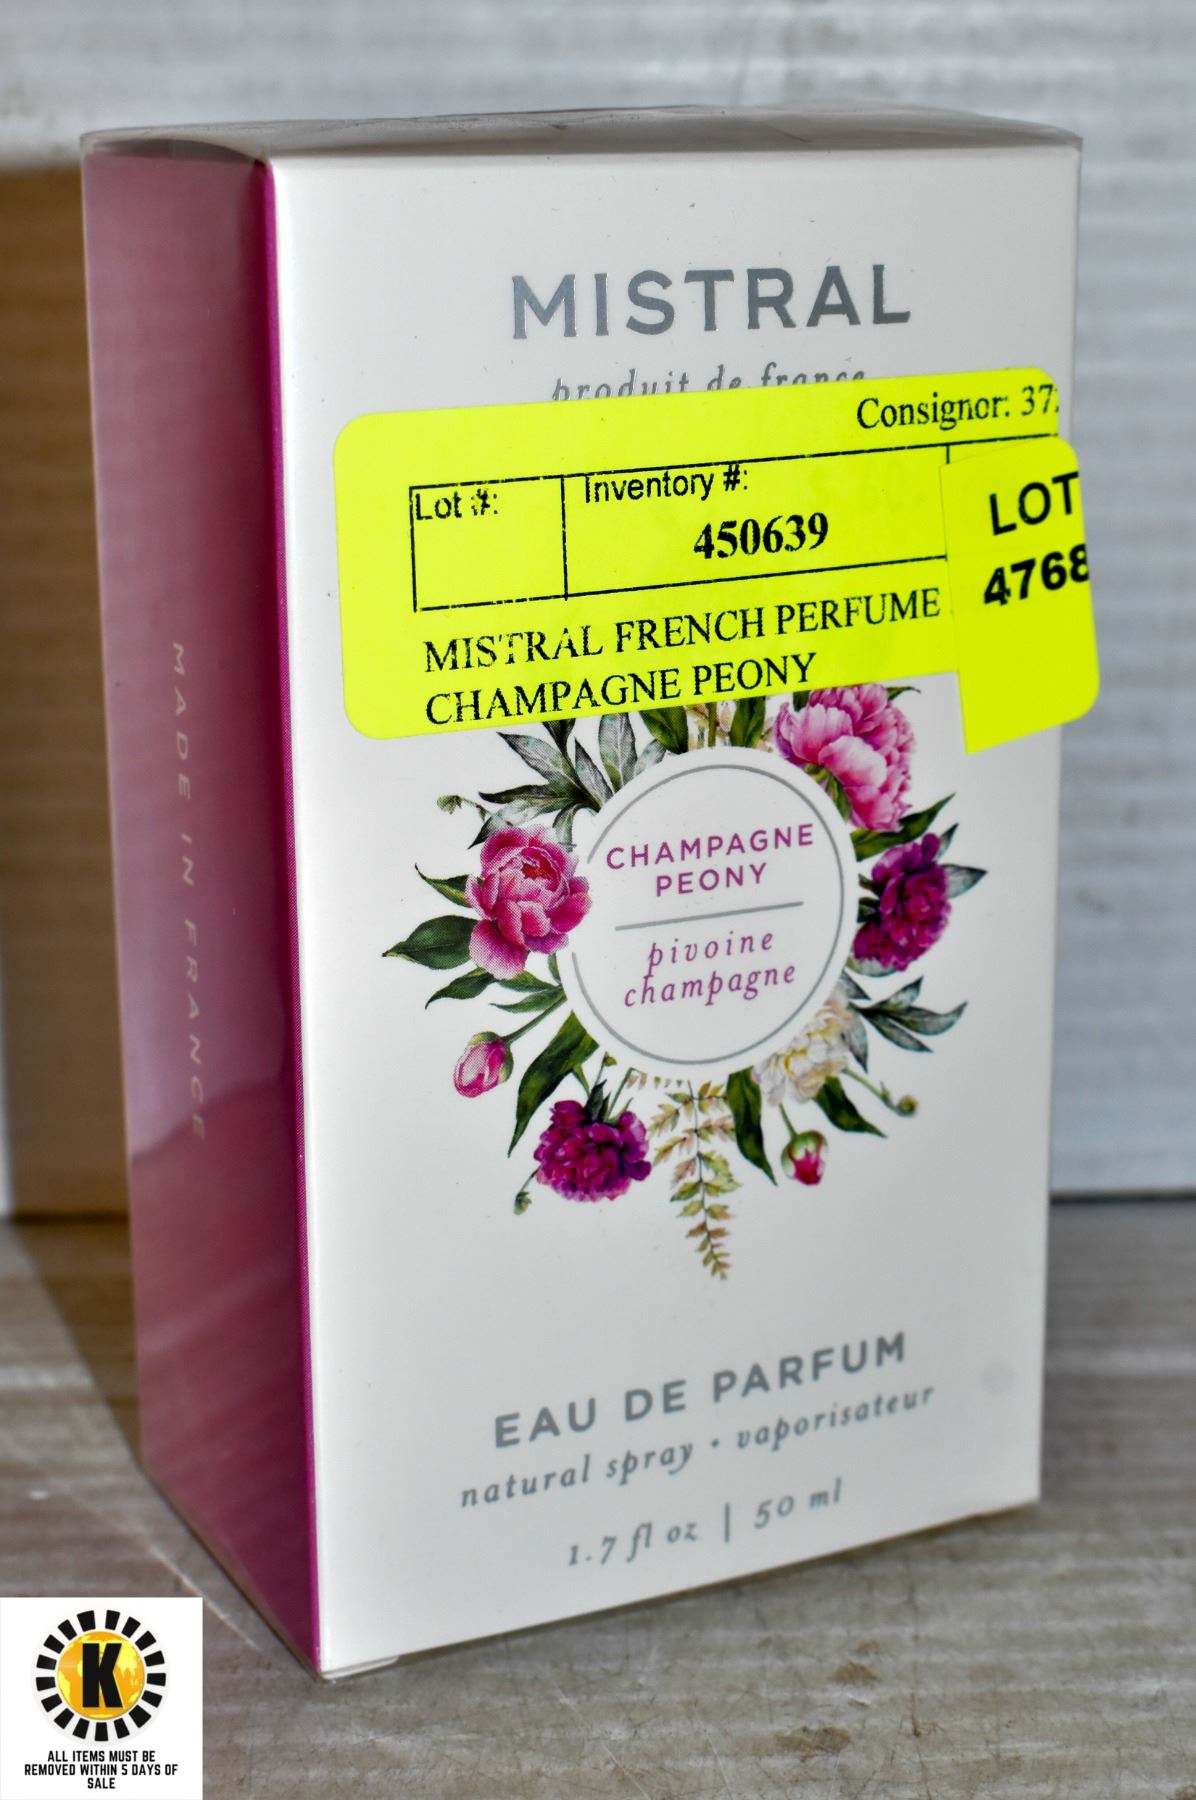 MISTRAL
produit de france
Consignor: 37
Lot #:
Inventory #:
450639
LOT
4768
MISTRAL FRENCH PERFUME
CHAMPAGNE PEONY
CHAMPAGNE
PEONY
pivoine
champagne
EAU DE PARFUM
natural spray • vaporisateur
1.7 fl oz | 50 ml
MADE IN FRANCE
K
ALL ITEMS MUST BE
REMOVED WITHIN 5 DAYS OF
SALE